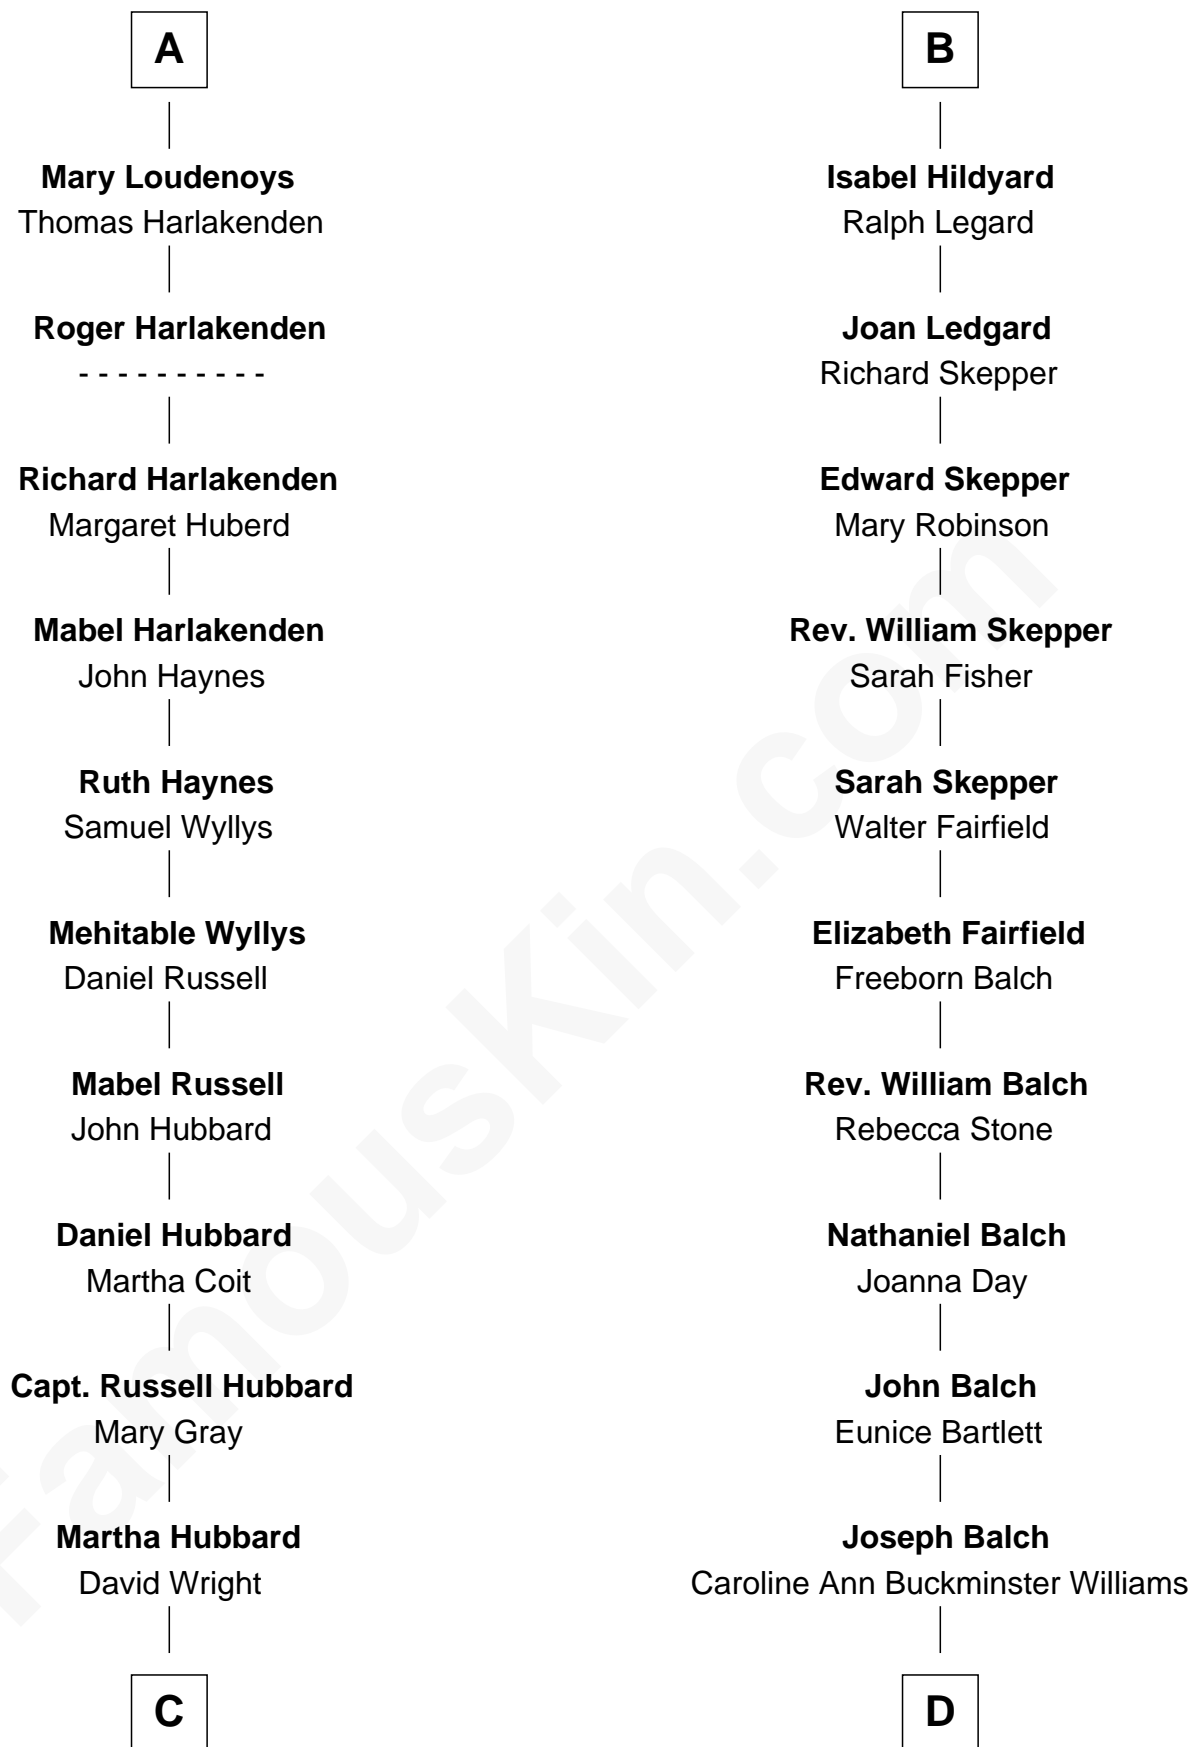 A
Mary Loudenoys
Thomas Harlakenden
Roger Harlakenden
- - - - - - - - - -
Richard Harlakenden
Margaret Huberd
Mabel Harlakenden
John Haynes
Ruth Haynes
Samuel Wyllys
Mehitable Wyllys
Daniel Russell
Mabel Russell
John Hubbard
Daniel Hubbard
Martha Coit
Capt. Russell Hubbard
Mary Gray
Martha Hubbard
David Wright
C
B
Isabel Hildyard
Ralph Legard
Joan Ledgard
Richard Skepper
Edward Skepper
Mary Robinson
Rev. William Skepper
Sarah Fisher
Sarah Skepper
Walter Fairfield
Elizabeth Fairfield
Freeborn Balch
Rev. William Balch
Rebecca Stone
Nathaniel Balch
Joanna Day
John Balch
Eunice Bartlett
Joseph Balch
Caroline Ann Buckminster Williams
D
FamousKin.com